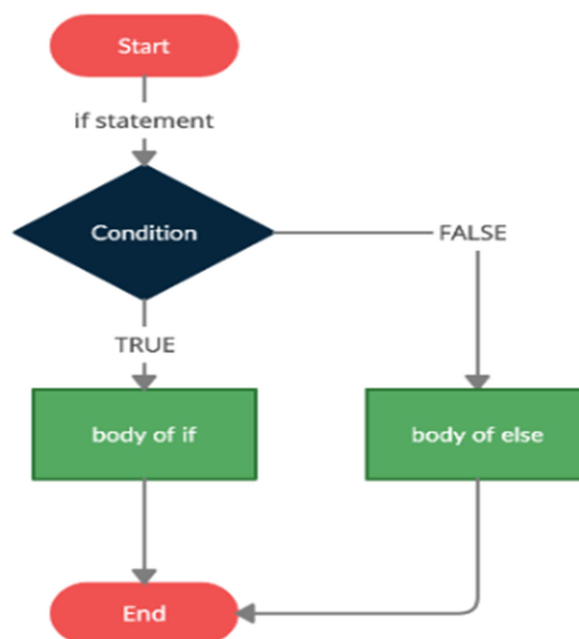 Start
if statement
Condition
FALSE
TRUE
body of if
body of else
End